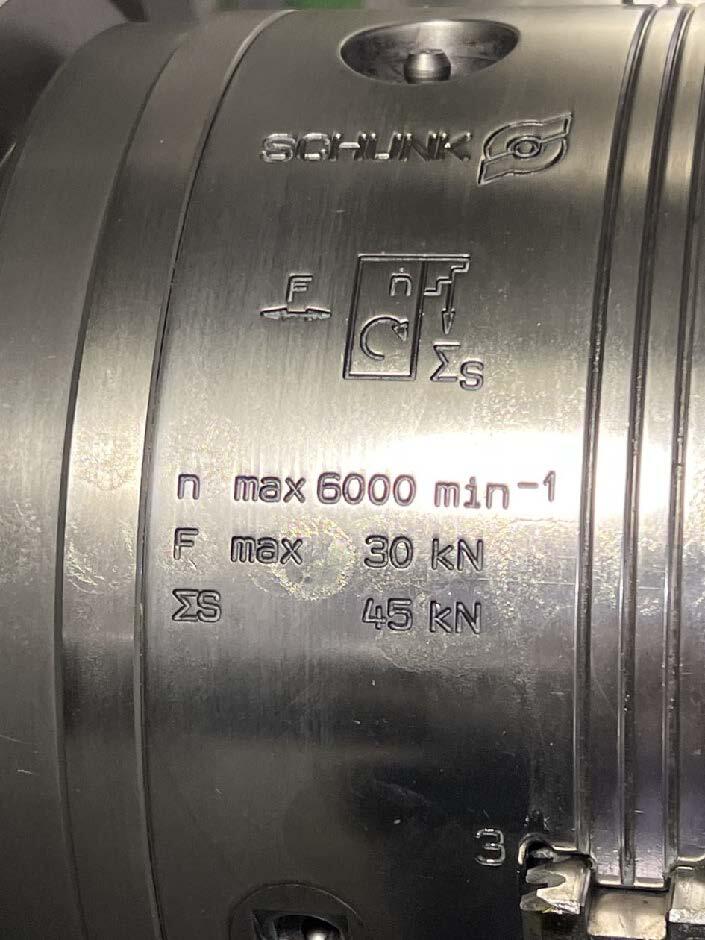 SCHUNK
F n
ΣS
n max 6000 min⁻¹
F max 30 kN
ΣS 45 kN
3